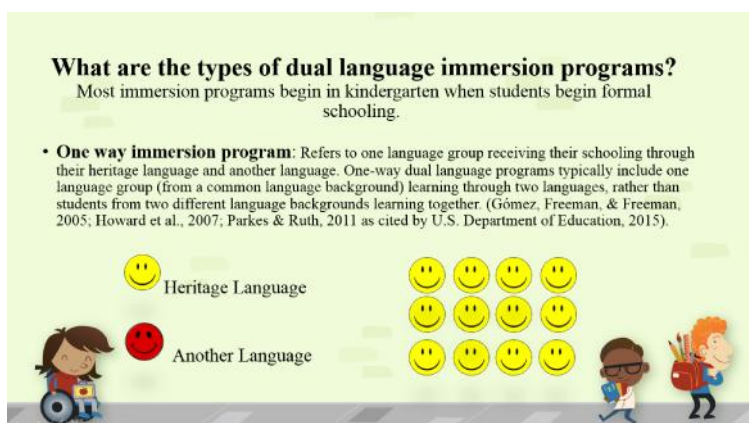 What are the types of dual language immersion programs?
Most immersion programs begin in kindergarten when students begin formal
schooling.
• One way immersion program: Refers to one language group receiving their schooling through
their heritage language and another language. One-way dual language programs typically include one
language group (from a common language background) learning through two languages, rather than
students from two different language backgrounds learning together. (Gómez, Freeman, & Freeman,
2005; Howard et al., 2007; Parkes & Ruth, 2011 as cited by U.S. Department of Education, 2015).
Heritage Language
Another Language